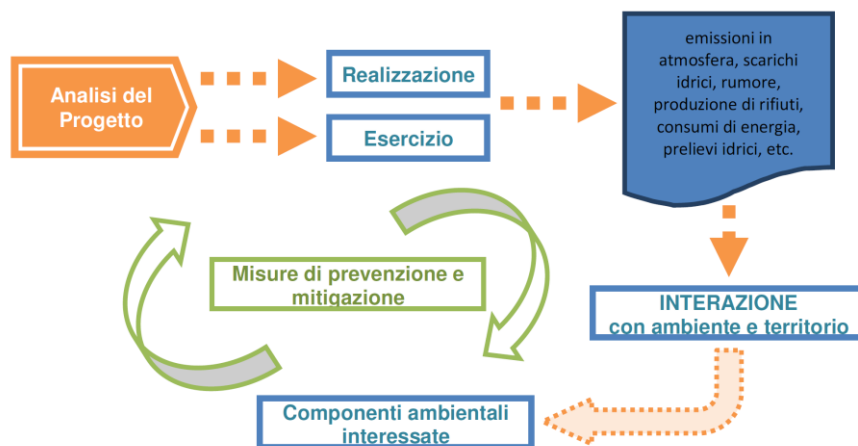 Analisi del
Progetto
Realizzazione
Esercizio
emissioni in
atmosfera, scarichi
idrici, rumore,
produzione di rifiuti,
consumi di energia,
prelievi idrici, etc.
Misure di prevenzione e
mitigazione
INTERAZIONE
con ambiente e territorio
Componenti ambientali
interessate